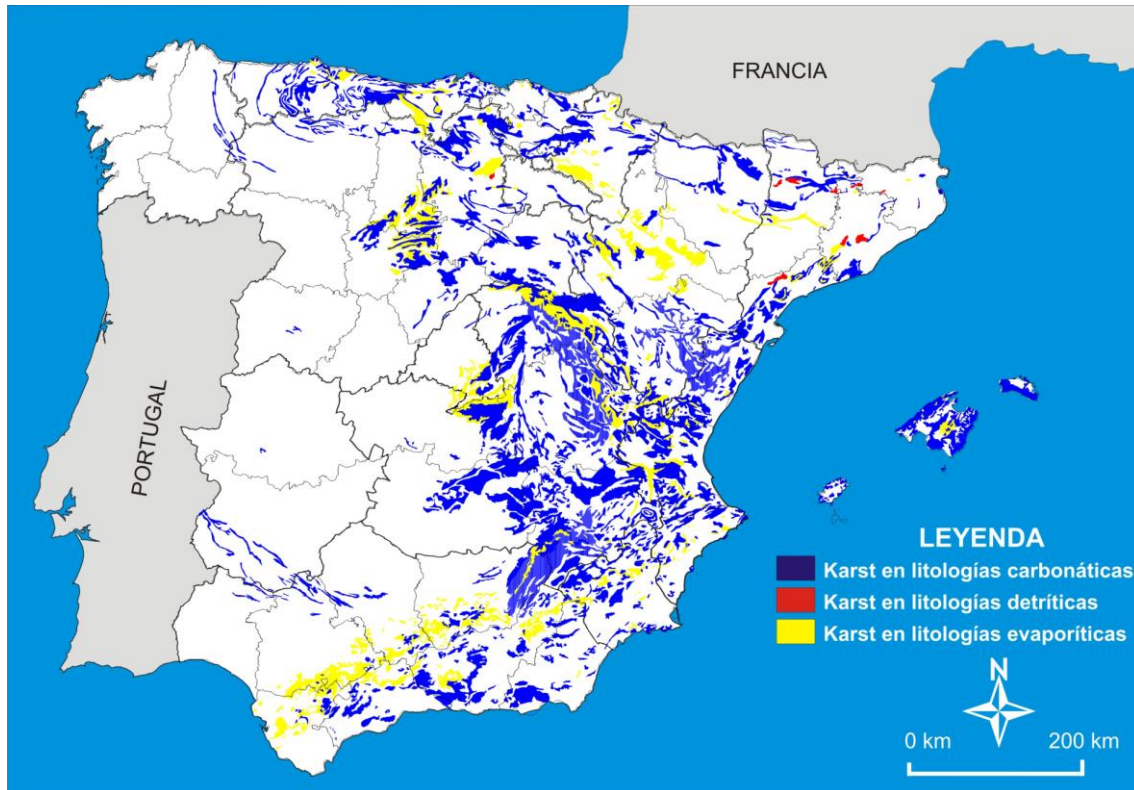 FRANCIA
PORTUGAL
LEYENDA
Karst en litologías carbonáticas
Karst en litologías detríticas
Karst en litologías evaporíticas
N
0 km 200 km